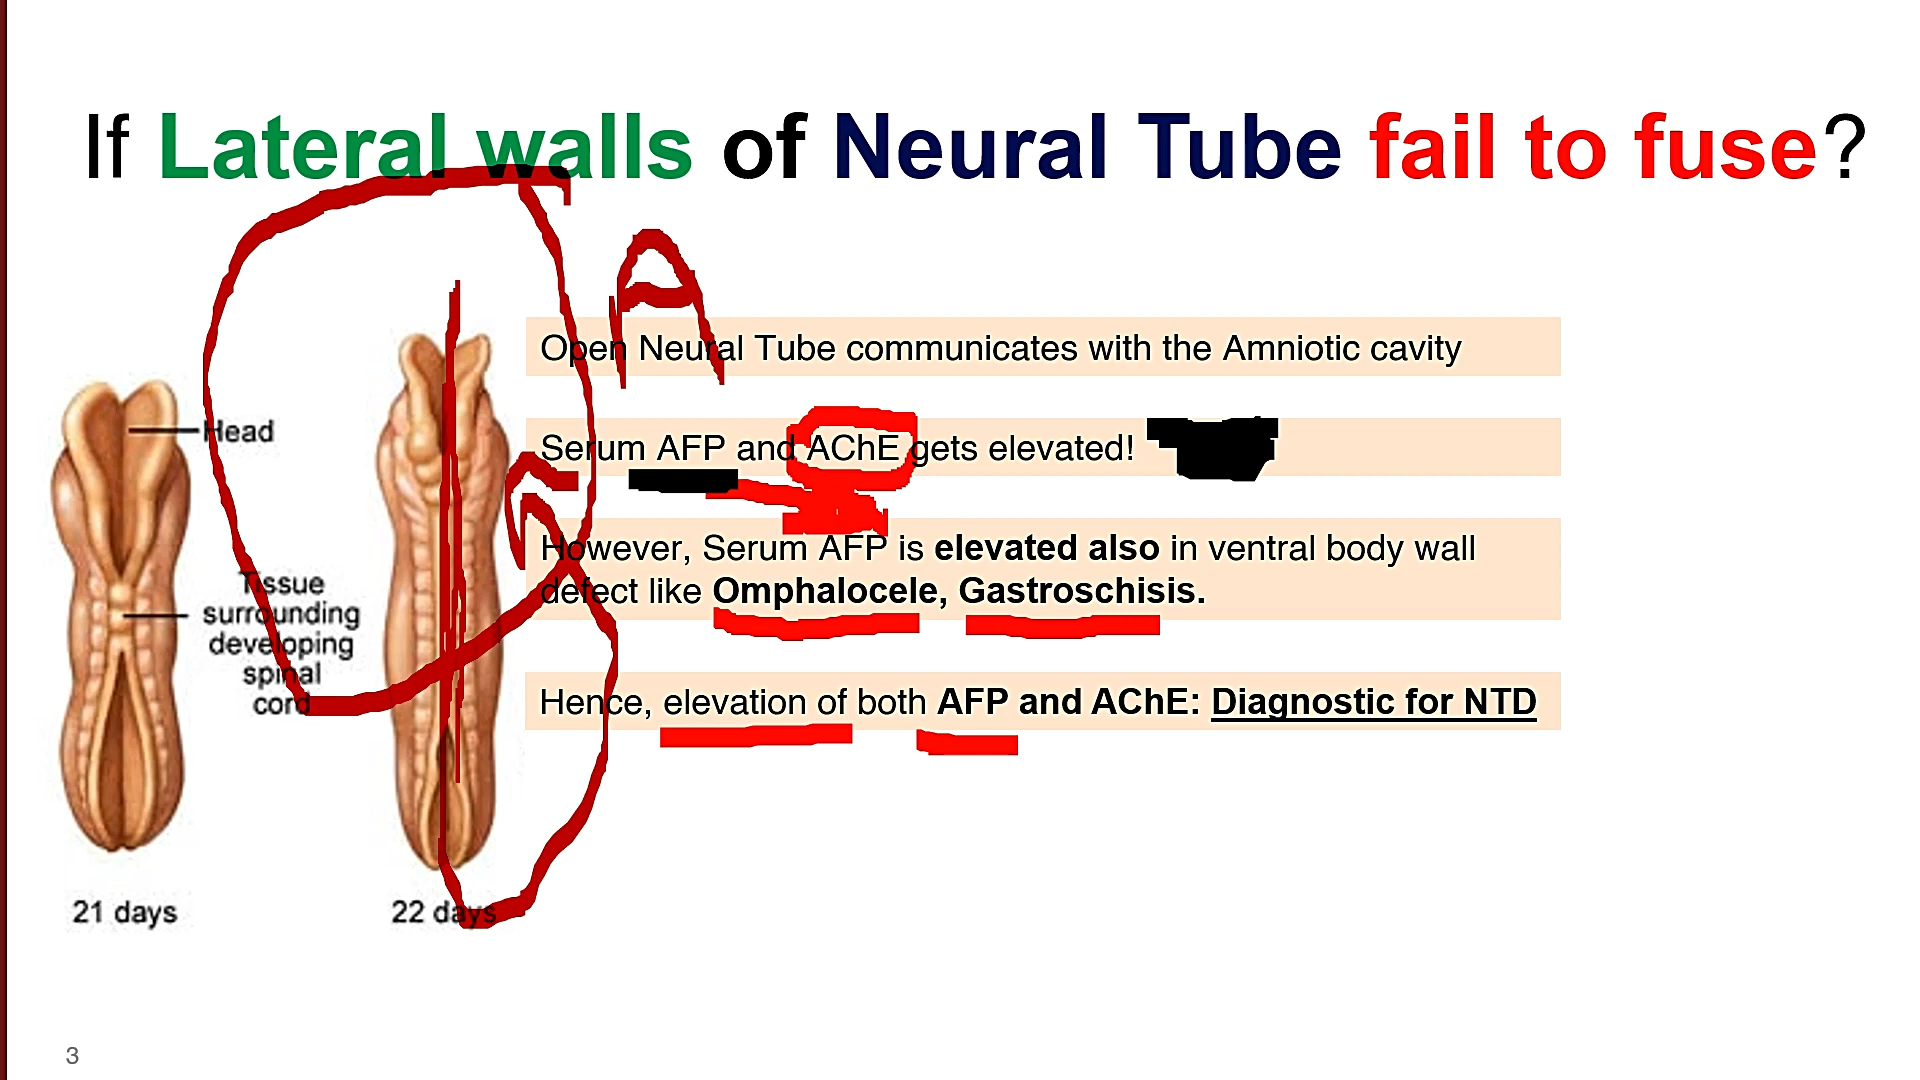 If Lateral walls of Neural Tube fail to fuse?
A
Open Neural Tube communicates with the Amniotic cavity
Head
Serum AFP and AChE gets elevated!
However, Serum AFP is elevated also in ventral body wall
defect like Omphalocele, Gastroschisis.
Tissue
surrounding
developing
spinal
cord
Hence, elevation of both AFP and AChE: Diagnostic for NTD
21 days
22 days
3